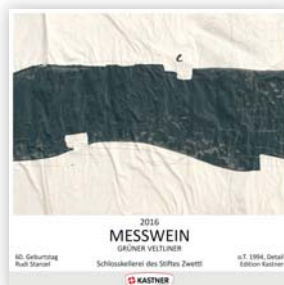 e
2016
MESSWEIN
GRÜNER VELTLINER
60. Geburtstag
Rudi Stanzel
Schlosskellerei des Stiftes Zwettl
o.T. 1994, Detail
Edition Kastner
KASTNER